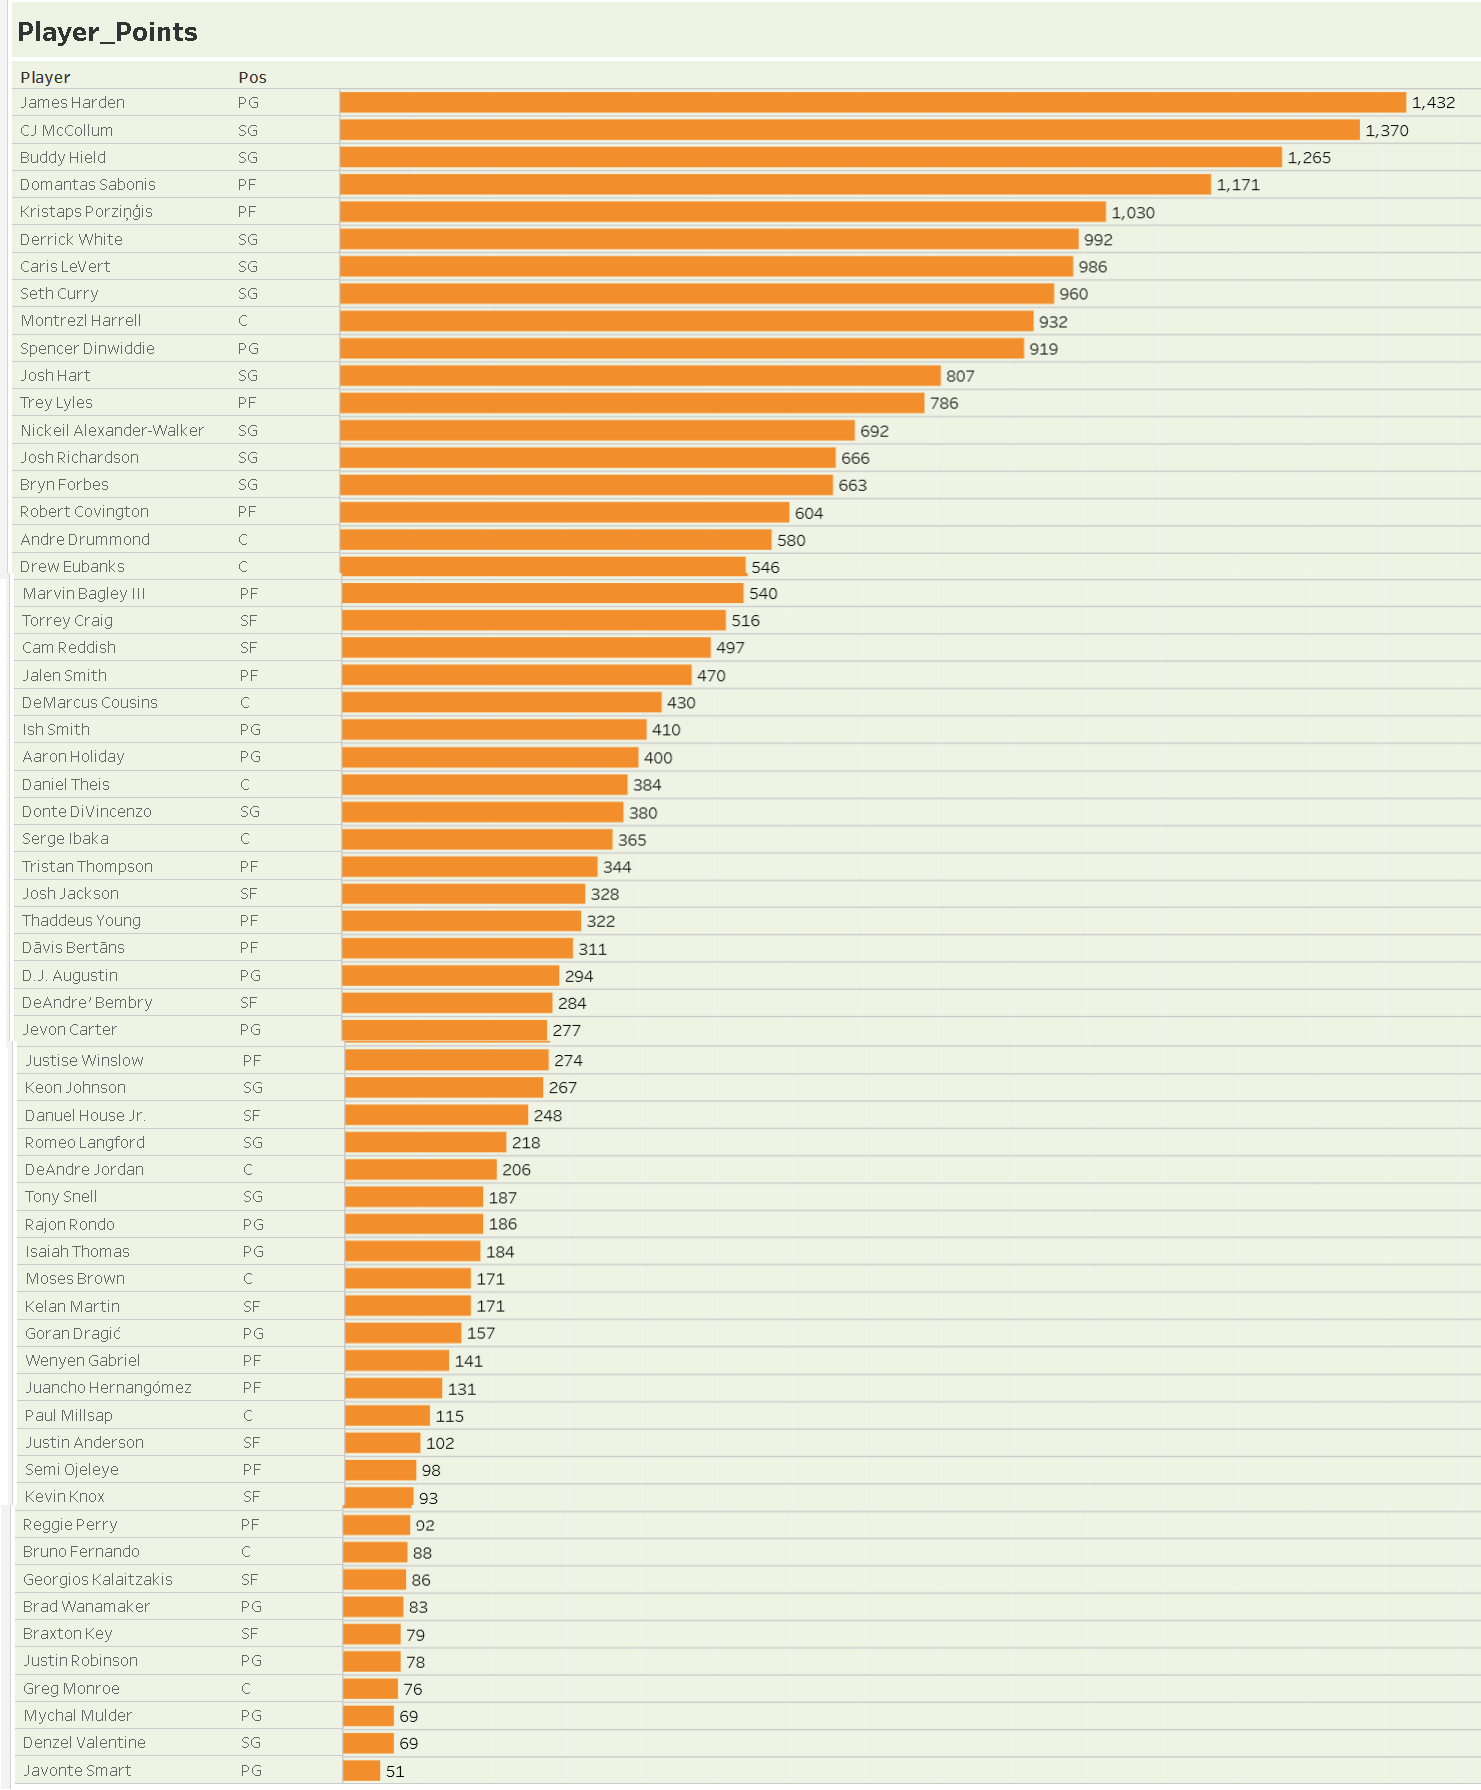 Player_Points
Player Pos
James Harden PG 1,432
CJ McCollum SG 1,370
Buddy Hield SG 1,265
Domantas Sabonis PF 1,171
Kristaps Porziņģis PF 1,030
Derrick White SG 992
Caris LeVert SG 986
Seth Curry SG 960
Montrezl Harrell C 932
Spencer Dinwiddie PG 919
Josh Hart SG 807
Trey Lyles PF 786
Nickeil Alexander-Walker SG 692
Josh Richardson SG 666
Bryn Forbes SG 663
Robert Covington PF 604
Andre Drummond C 580
Drew Eubanks C 546
Marvin Bagley III PF 540
Torrey Craig SF 516
Cam Reddish SF 497
Jalen Smith PF 470
DeMarcus Cousins C 430
Ish Smith PG 410
Aaron Holiday PG 400
Daniel Theis C 384
Donte DiVincenzo SG 380
Serge Ibaka C 365
Tristan Thompson PF 344
Josh Jackson SF 328
Thaddeus Young PF 322
Dāvis Bertāns PF 311
D.J. Augustin PG 294
DeAndre' Bembry SF 284
Jevon Carter PG 277
Justise Winslow PF 274
Keon Johnson SG 267
Danuel House Jr. SF 248
Romeo Langford SG 218
DeAndre Jordan C 206
Tony Snell SG 187
Rajon Rondo PG 186
Isaiah Thomas PG 184
Moses Brown C 171
Kelan Martin SF 171
Goran Dragić PG 157
Wenyen Gabriel PF 141
Juancho Hernangómez PF 131
Paul Millsap C 115
Justin Anderson SF 102
Semi Ojeleye PF 98
Kevin Knox SF 93
Reggie Perry PF 92
Bruno Fernando C 88
Georgios Kalaitzakis SF 86
Brad Wanamaker PG 83
Braxton Key SF 79
Justin Robinson PG 78
Greg Monroe C 76
Mychal Mulder PG 69
Denzel Valentine SG 69
Javonte Smart PG 51